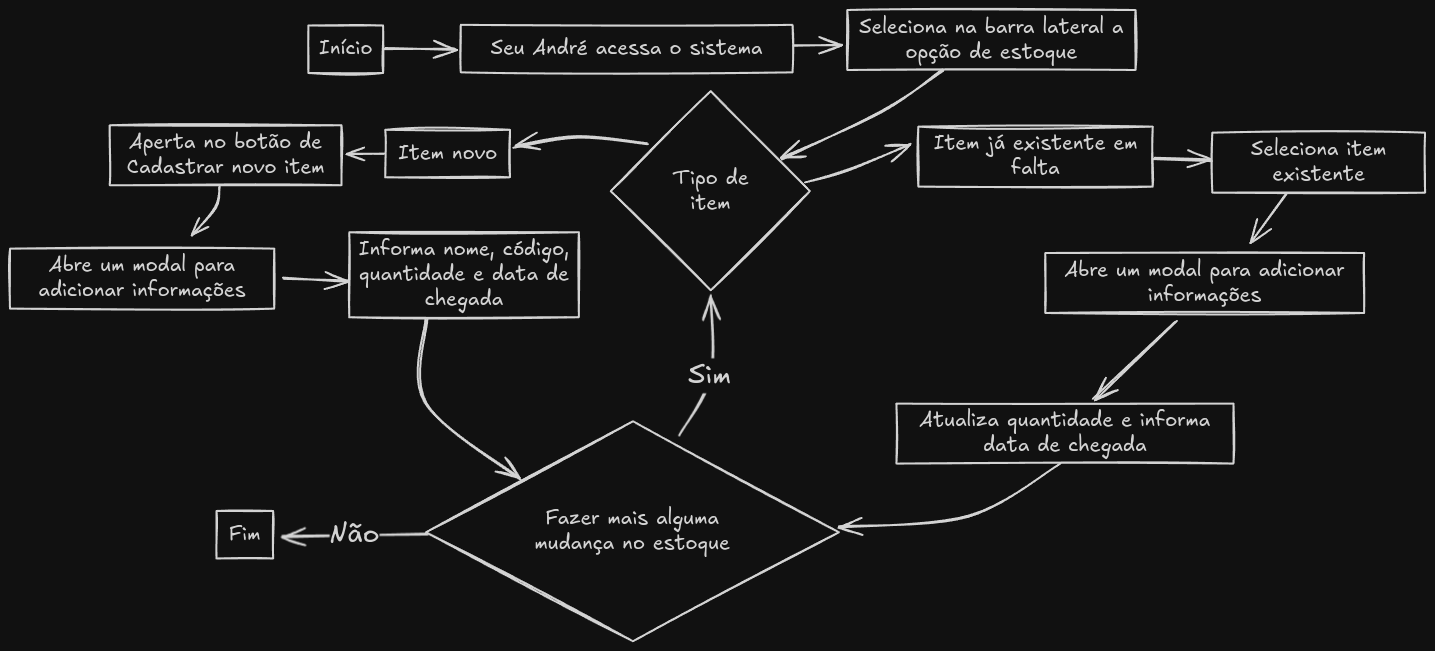 Início
Seu André acessa o sistema
Seleciona na barra lateral a
opção de estoque
Aperta no botão de
Cadastrar novo item
Item novo
Tipo de
item
Item já existente em
falta
Seleciona item
existente
Abre um modal para
adicionar informações
Informa nome, código,
quantidade e data de
chegada
Abre um modal para adicionar
informações
Sim
Atualiza quantidade e informa
data de chegada
Fazer mais alguma
mudança no estoque
Não
Fim